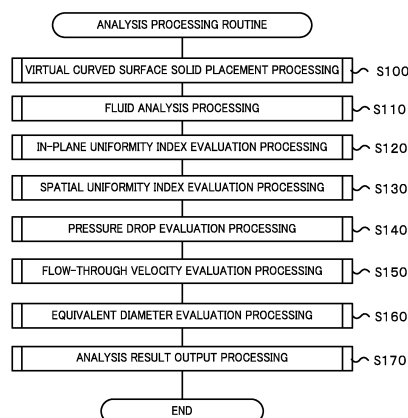 ANALYSIS PROCESSING ROUTINE
VIRTUAL CURVED SURFACE SOLID PLACEMENT PROCESSING S100
FLUID ANALYSIS PROCESSING S110
IN-PLANE UNIFORMITY INDEX EVALUATION PROCESSING S120
SPATIAL UNIFORMITY INDEX EVALUATION PROCESSING S130
PRESSURE DROP EVALUATION PROCESSING S140
FLOW-THROUGH VELOCITY EVALUATION PROCESSING S150
EQUIVALENT DIAMETER EVALUATION PROCESSING S160
ANALYSIS RESULT OUTPUT PROCESSING S170
END